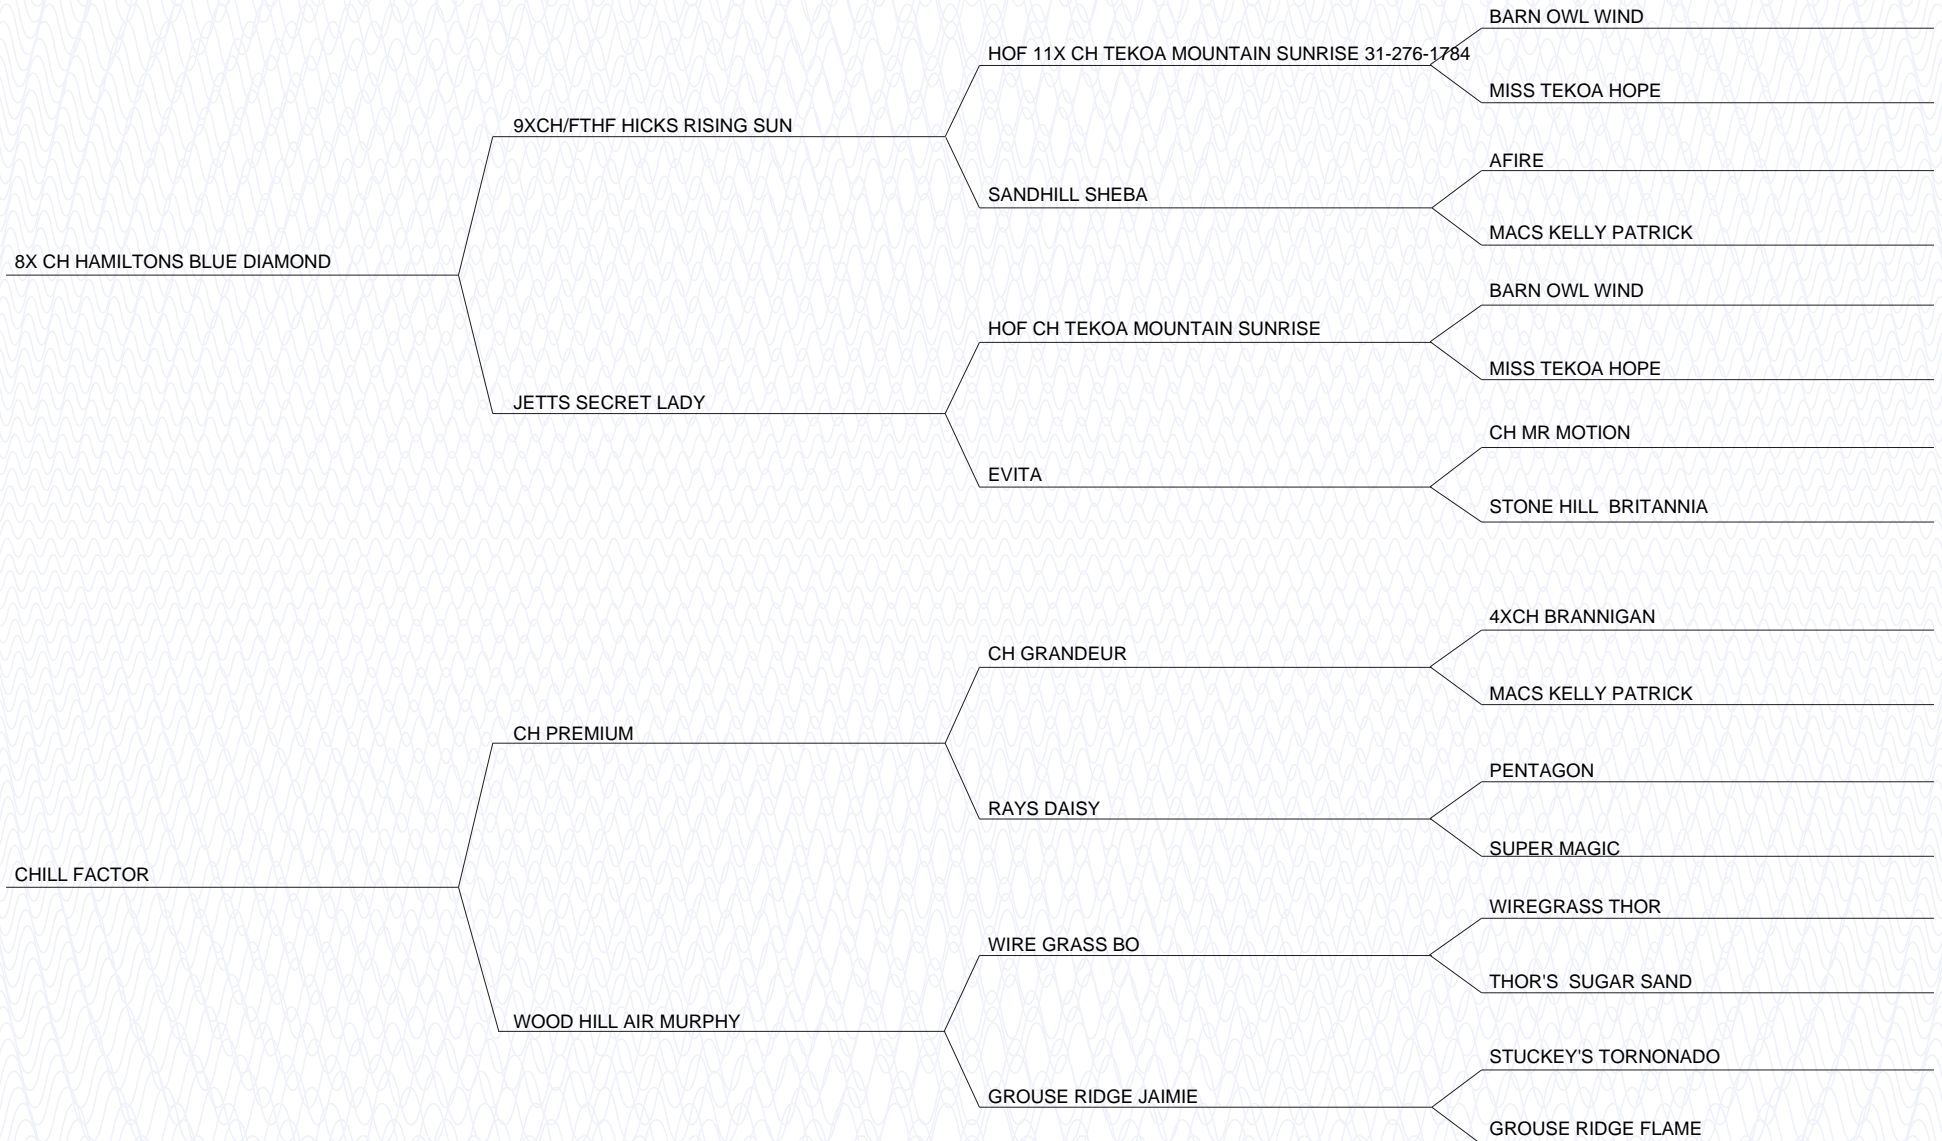 BARN OWL WIND
HOF 11X CH TEKOA MOUNTAIN SUNRISE 31-276-1784
MISS TEKOA HOPE
9XCH/FTHF HICKS RISING SUN
AFIRE
SANDHILL SHEBA
MACS KELLY PATRICK
8X CH HAMILTONS BLUE DIAMOND
BARN OWL WIND
HOF CH TEKOA MOUNTAIN SUNRISE
MISS TEKOA HOPE
JETTS SECRET LADY
CH MR MOTION
EVITA
STONE HILL  BRITANNIA
4XCH BRANNIGAN
CH GRANDEUR
MACS KELLY PATRICK
CH PREMIUM
PENTAGON
RAYS DAISY
SUPER MAGIC
CHILL FACTOR
WIREGRASS THOR
WIRE GRASS BO
THOR'S  SUGAR SAND
WOOD HILL AIR MURPHY
STUCKEY'S TORNONADO
GROUSE RIDGE JAIMIE
GROUSE RIDGE FLAME